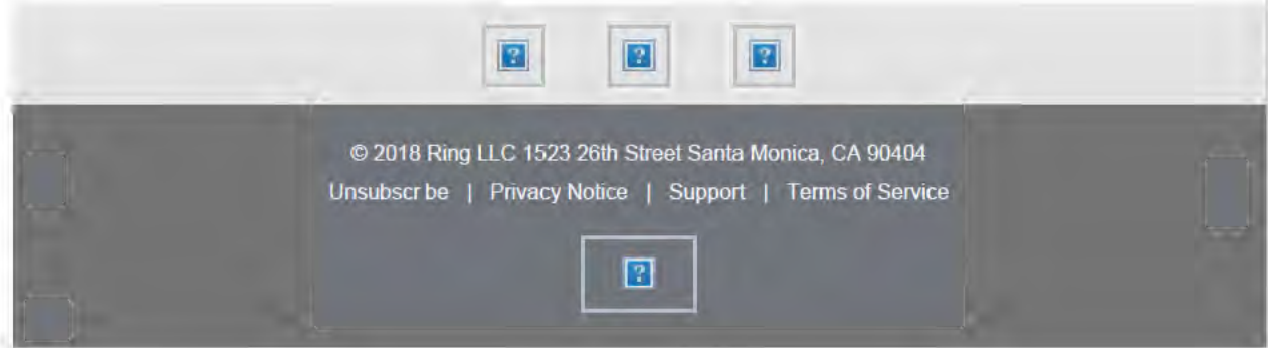 © 2018 Ring LLC 1523 26th Street Santa Monica, CA 90404
Unsubscr be | Privacy Notice | Support | Terms of Service